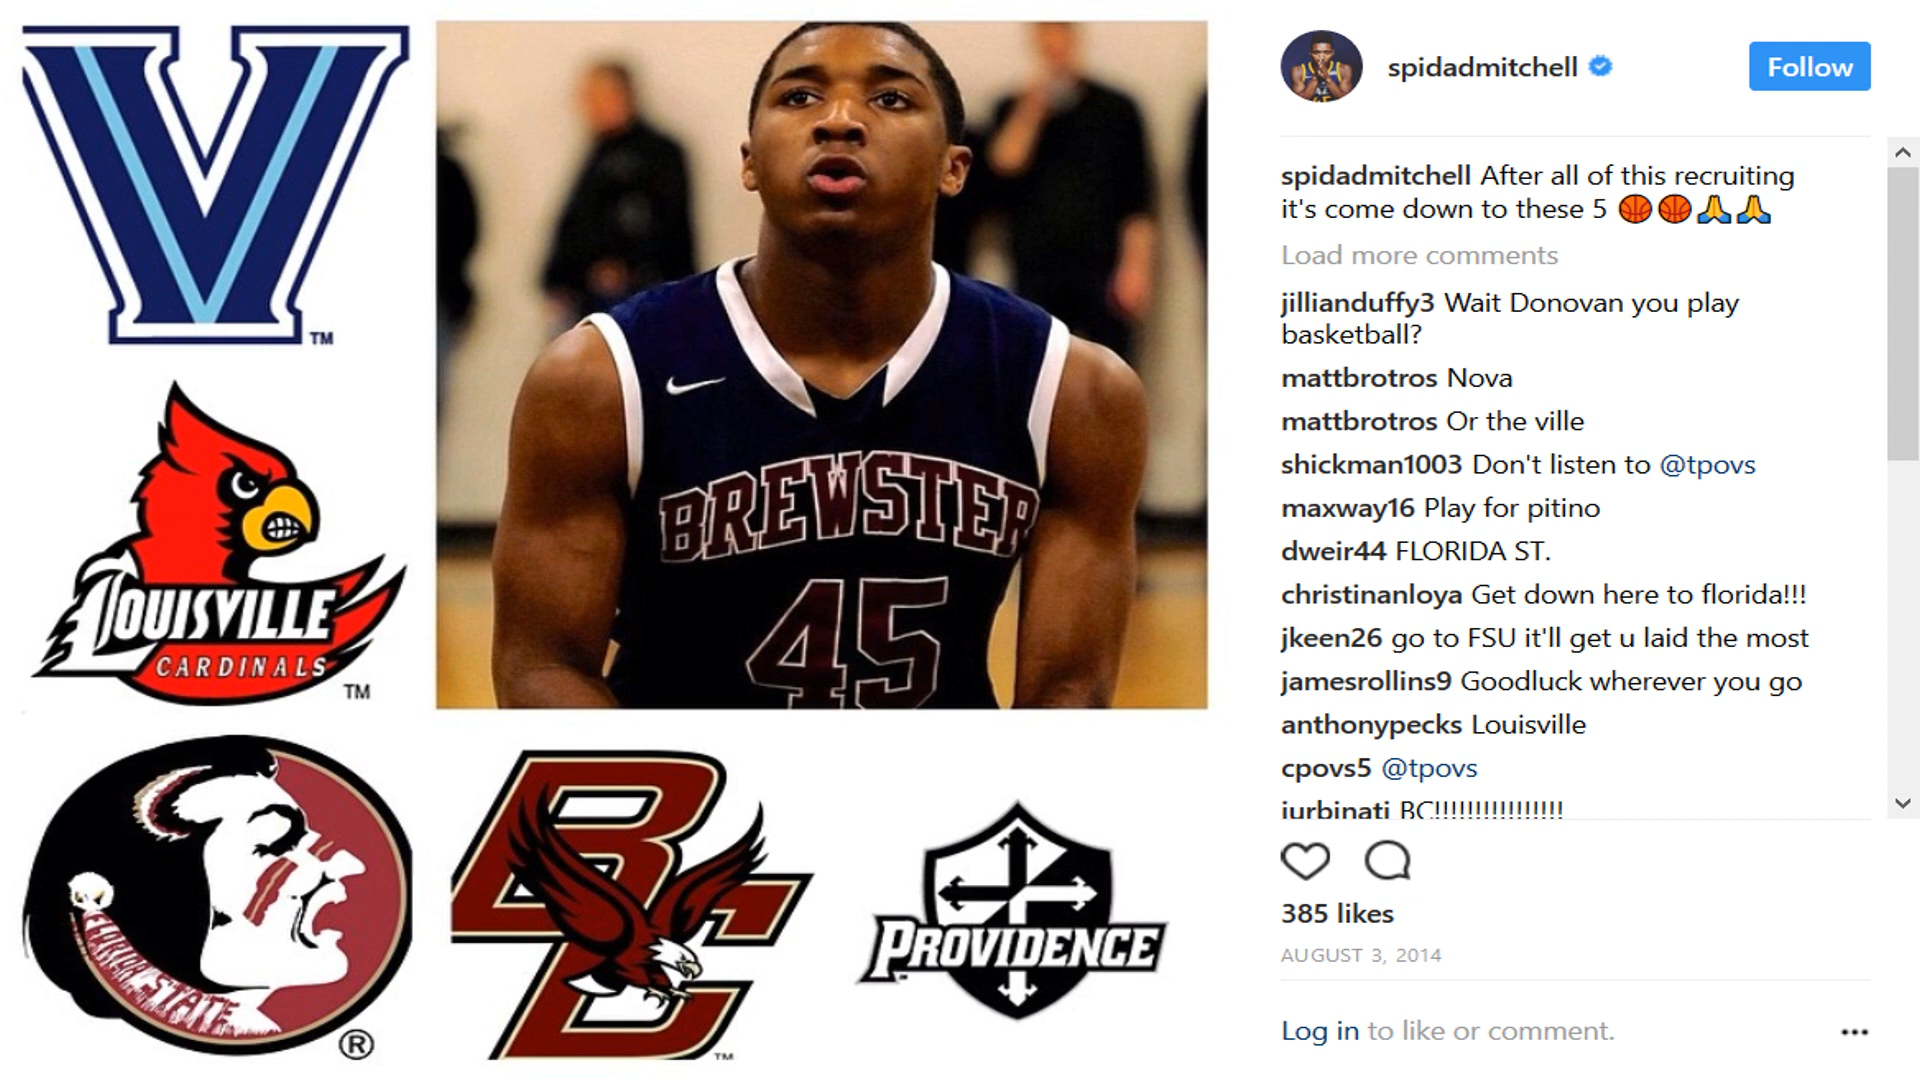 V
TM
LOUISVILLE
CARDINALS
TM
FLORIDA STATE
®
BREWSTER
45
BC
TM
PROVIDENCE
spidadmitchell
Follow
spidadmitchell After all of this recruiting
it's come down to these 5 🏀🏀🙏🙏
Load more comments
jillianduffy3 Wait Donovan you play
basketball?
mattbrotros Nova
mattbrotros Or the ville
shickman1003 Don't listen to @tpovs
maxway16 Play for pitino
dweir44 FLORIDA ST.
christinanloya Get down here to florida!!!
jkeen26 go to FSU it'll get u laid the most
jamesrollins9 Goodluck wherever you go
anthonypecks Louisville
cpovs5 @tpovs
iurbinati BC!!!!!!!!!!!!!!!!
385 likes
AUGUST 3, 2014
Log in to like or comment.